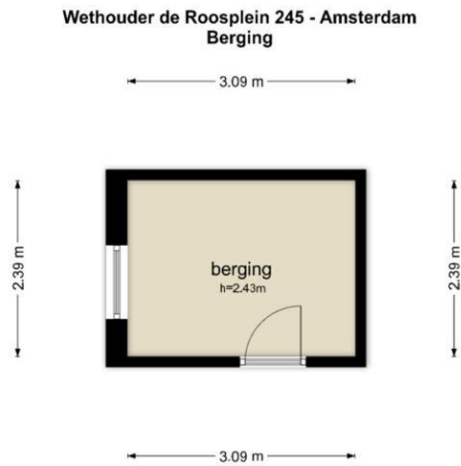 Wethouder de Roosplein 245 - Amsterdam
Berging
3.09 m
2.39 m
2.39 m
berging
h=2.43m
3.09 m